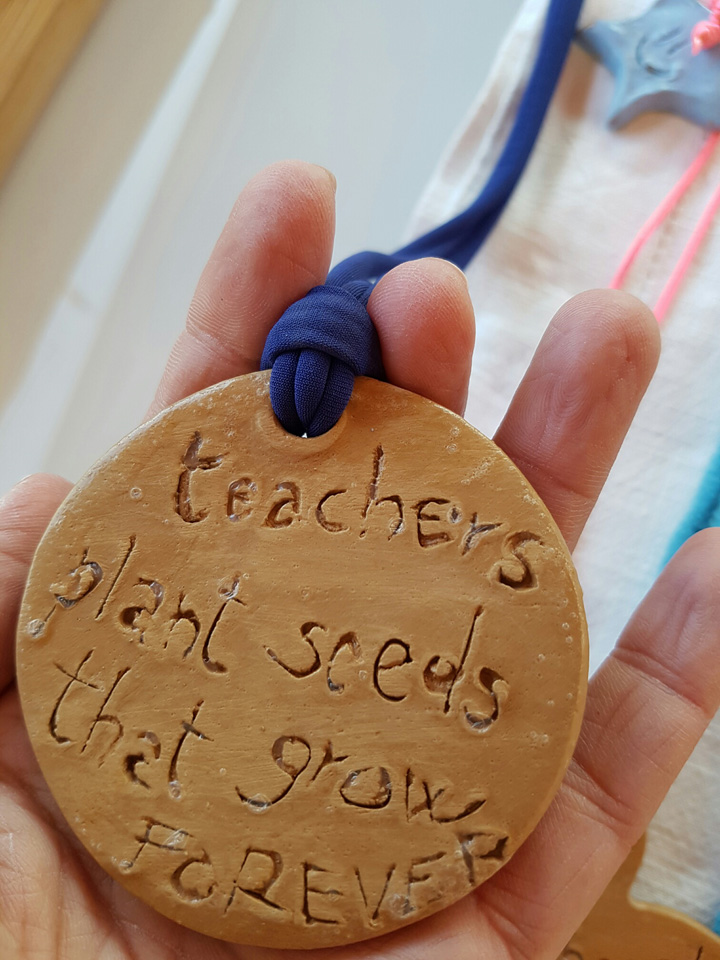 teachers
plant seeds
that grow
FOREVER